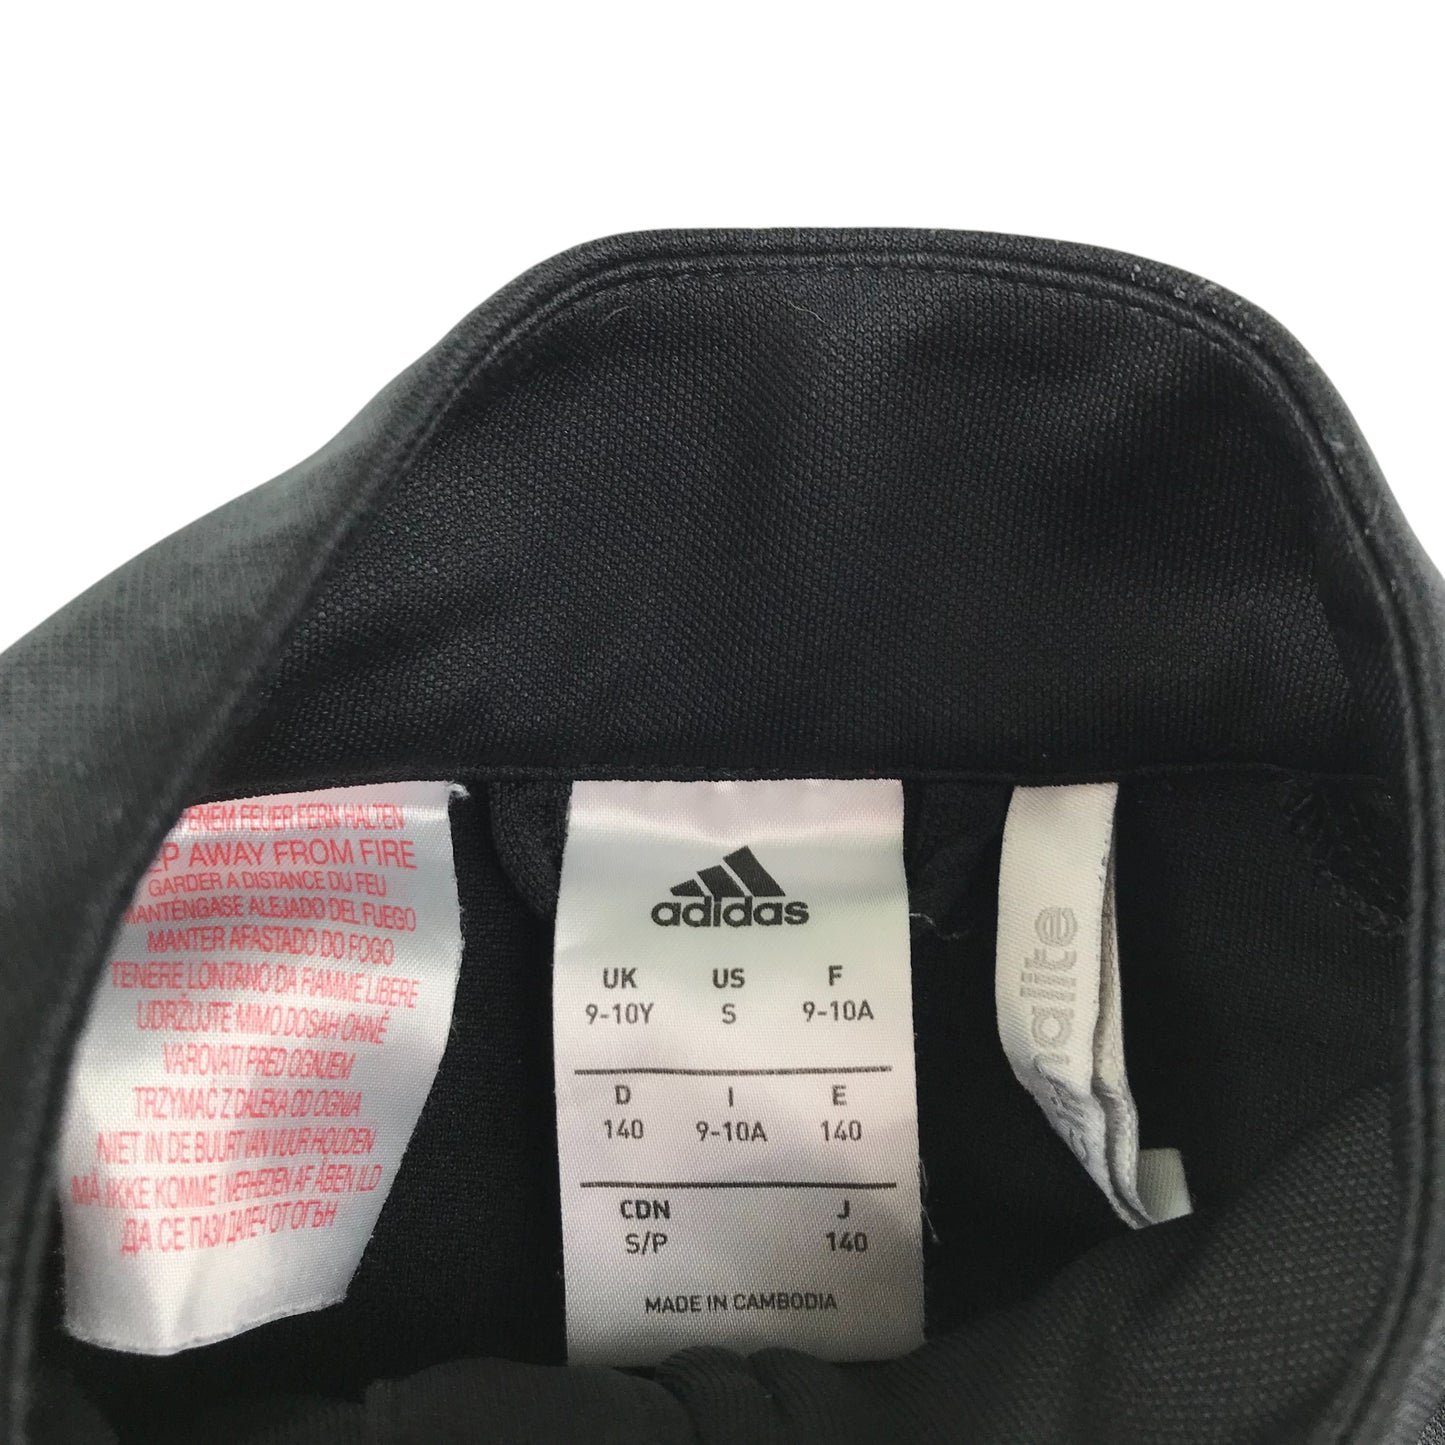 FEUER FERN HALTEN
AWAY FROM FIRE
GARDER A DISTANCE DU FEU
MANTÉNGASE ALEJADO DEL FUEGO
MANTER AFASTADO DO FOGO
TENERE LONTANO DA FIAMME LIBERE
UDRŽUJTE MIMO DOSAH OHNĚ
VAROVATI PRED OGNJEM
TRZYMAĆ Z DALEKA OD OGNIA
NIET IN DE BUURT VAN VUUR HOUDEN
MÅ IKKE KOMME I NÆRHEDEN AF ÅBEN ILD
ДА СЕ ПАЗИ ДАЛЕЧ ОТ ОГЪН
adidas
UK US F
9-10Y S 9-10A
D I E
140 9-10A 140
CDN J
S/P 140
MADE IN CAMBODIA